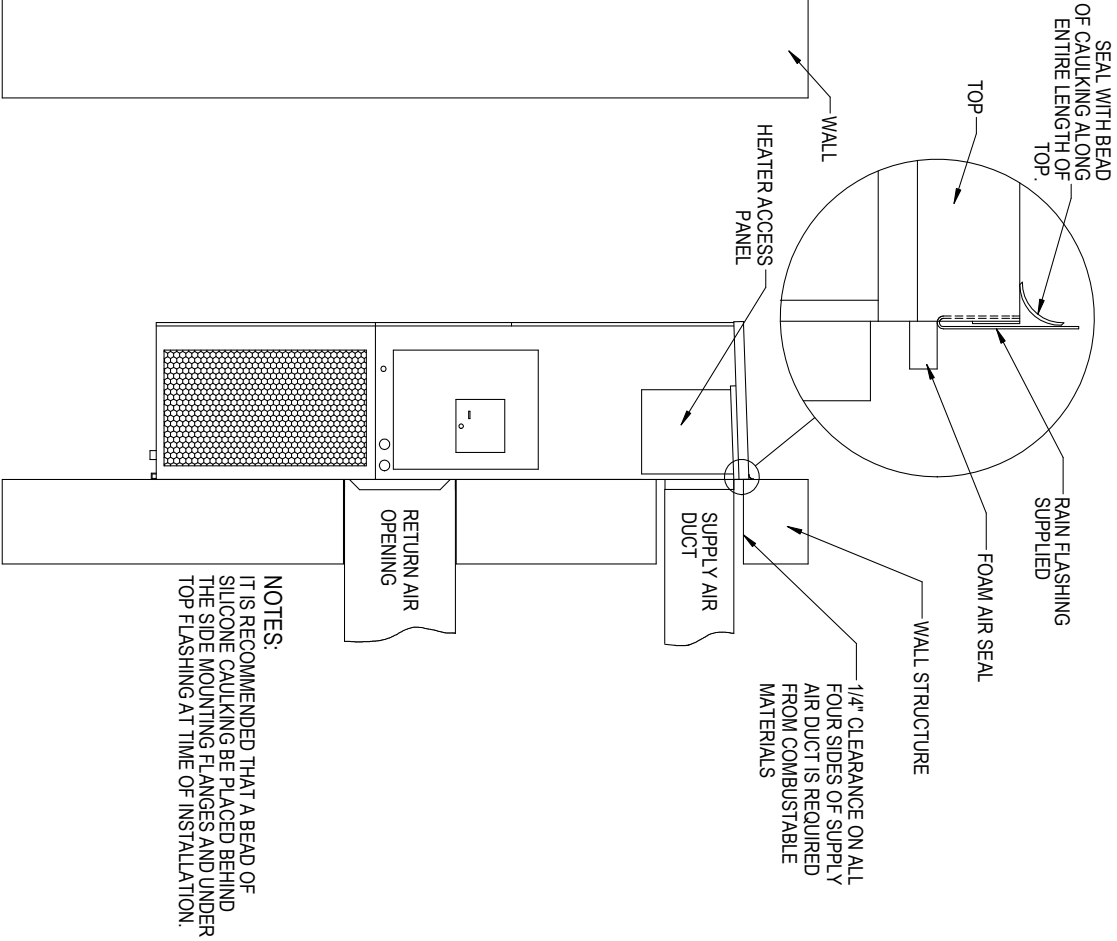 SEAL WITH BEAD
OF CAULKING ALONG
ENTIRE LENGTH OF
TOP.
TOP
RAIN FLASHING
SUPPLIED
FOAM AIR SEAL
WALL STRUCTURE
1/4" CLEARANCE ON ALL
FOUR SIDES OF SUPPLY
AIR DUCT IS REQUIRED
FROM COMBUSTABLE
MATERIALS
WALL
HEATER ACCESS
PANEL
SUPPLY AIR
DUCT
RETURN AIR
OPENING
NOTES:
IT IS RECOMMENDED THAT A BEAD OF
SILICONE CAULKING BE PLACED BEHIND
THE SIDE MOUNTING FLANGES AND UNDER
TOP FLASHING AT TIME OF INSTALLATION.